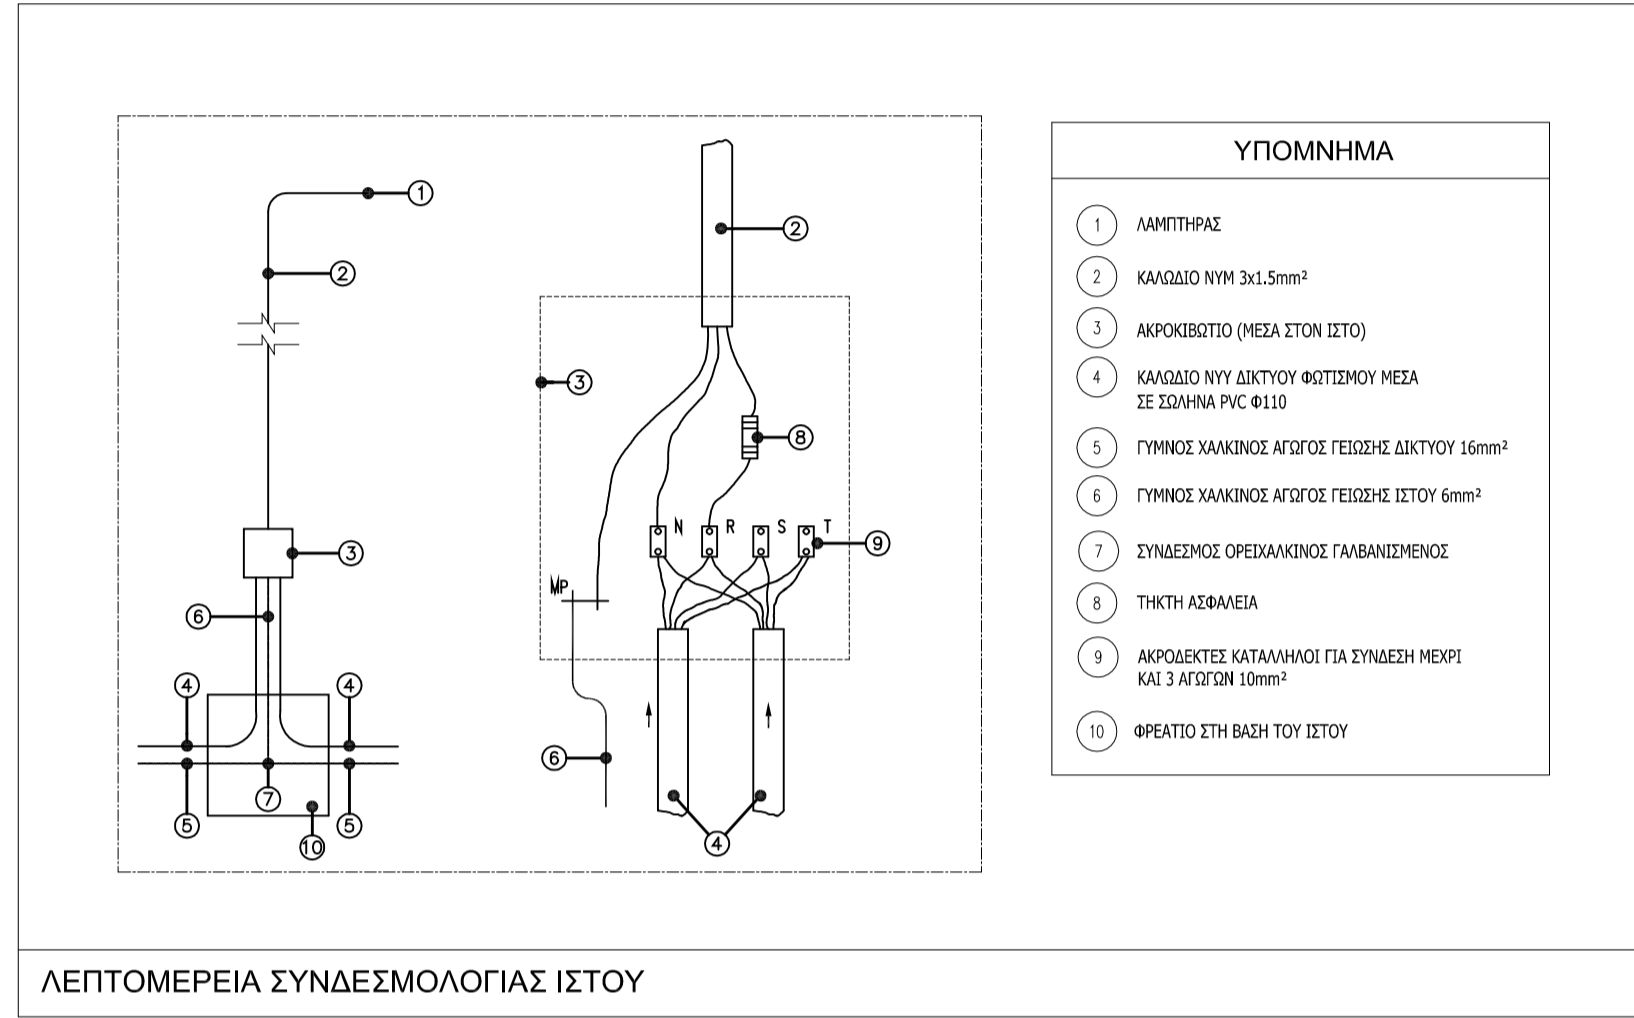 1
2
3
6
4
4
7
5
5
10
2
3
8
N
R
S
T
9
MP
6
4
ΥΠΟΜΝΗΜΑ
1 ΛΑΜΠΤΗΡΑΣ
2 ΚΑΛΩΔΙΟ ΝΥΜ 3x1.5mm²
3 ΑΚΡΟΚΙΒΩΤΙΟ (ΜΕΣΑ ΣΤΟΝ ΙΣΤΟ)
4 ΚΑΛΩΔΙΟ ΝΥΥ ΔΙΚΤΥΟΥ ΦΩΤΙΣΜΟΥ ΜΕΣΑ
ΣΕ ΣΩΛΗΝΑ PVC Φ110
5 ΓΥΜΝΟΣ ΧΑΛΚΙΝΟΣ ΑΓΩΓΟΣ ΓΕΙΩΣΗΣ ΔΙΚΤΥΟΥ 16mm²
6 ΓΥΜΝΟΣ ΧΑΛΚΙΝΟΣ ΑΓΩΓΟΣ ΓΕΙΩΣΗΣ ΙΣΤΟΥ 6mm²
7 ΣΥΝΔΕΣΜΟΣ ΟΡΕΙΧΑΛΚΙΝΟΣ ΓΑΛΒΑΝΙΣΜΕΝΟΣ
8 ΤΗΚΤΗ ΑΣΦΑΛΕΙΑ
9 ΑΚΡΟΔΕΚΤΕΣ ΚΑΤΑΛΛΗΛΟΙ ΓΙΑ ΣΥΝΔΕΣΗ ΜΕΧΡΙ
ΚΑΙ 3 ΑΓΩΓΩΝ 10mm²
10 ΦΡΕΑΤΙΟ ΣΤΗ ΒΑΣΗ ΤΟΥ ΙΣΤΟΥ
ΛΕΠΤΟΜΕΡΕΙΑ ΣΥΝΔΕΣΜΟΛΟΓΙΑΣ ΙΣΤΟΥ